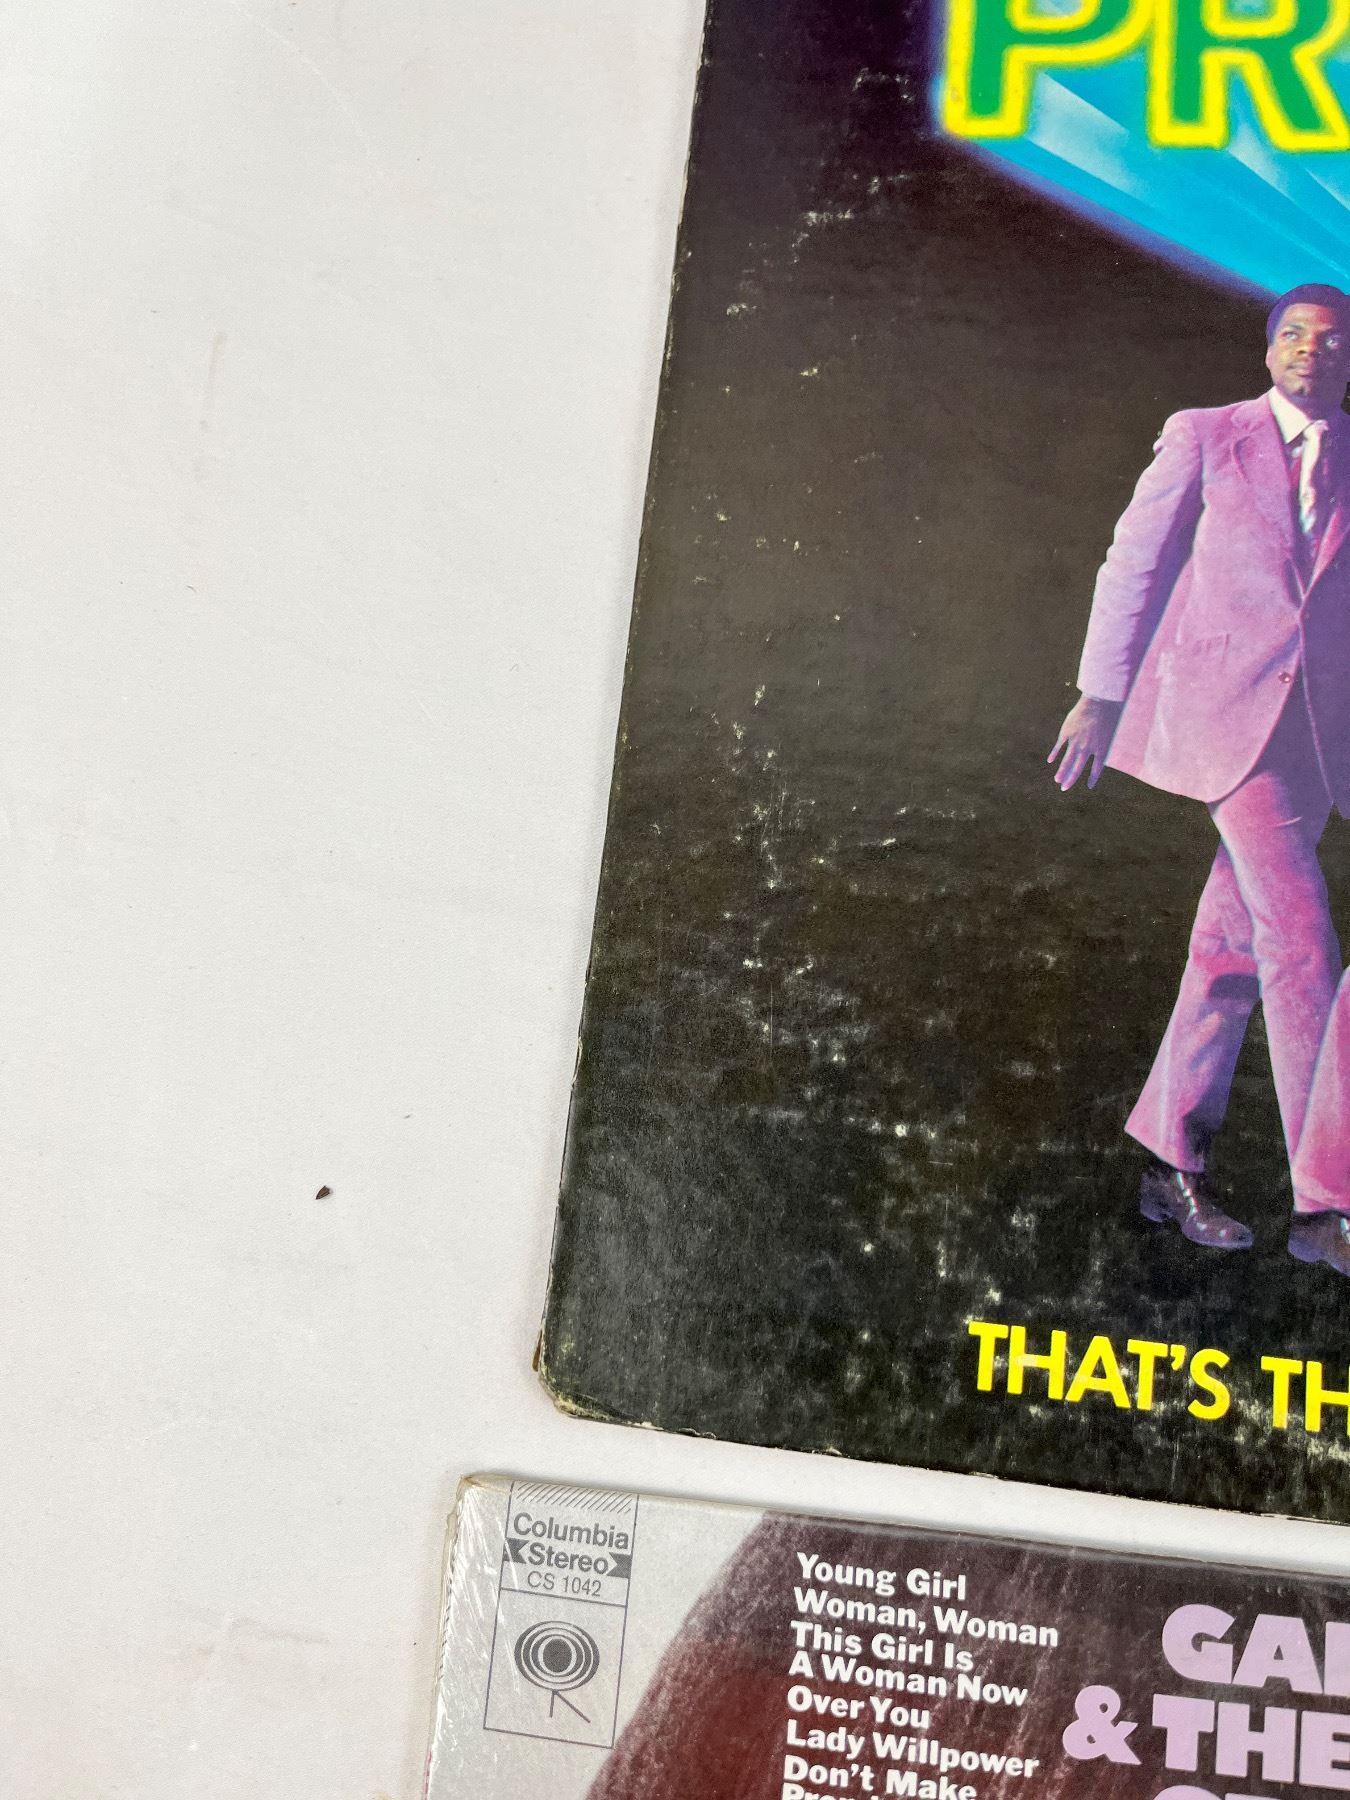 PR
THAT'S TH
Columbia
Stereo
CS 1042
Young Girl
Woman, Woman
This Girl Is
A Woman Now
Over You
Lady Willpower
Don't Make
GA
& THE